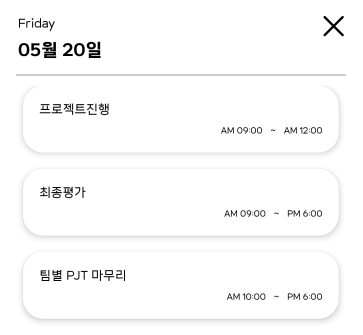 Friday
05월 20일
프로젝트진행
AM 09:00 ~ AM 12:00
최종평가
AM 09:00 ~ PM 6:00
팀별 PJT 마무리
AM 10:00 ~ PM 6:00